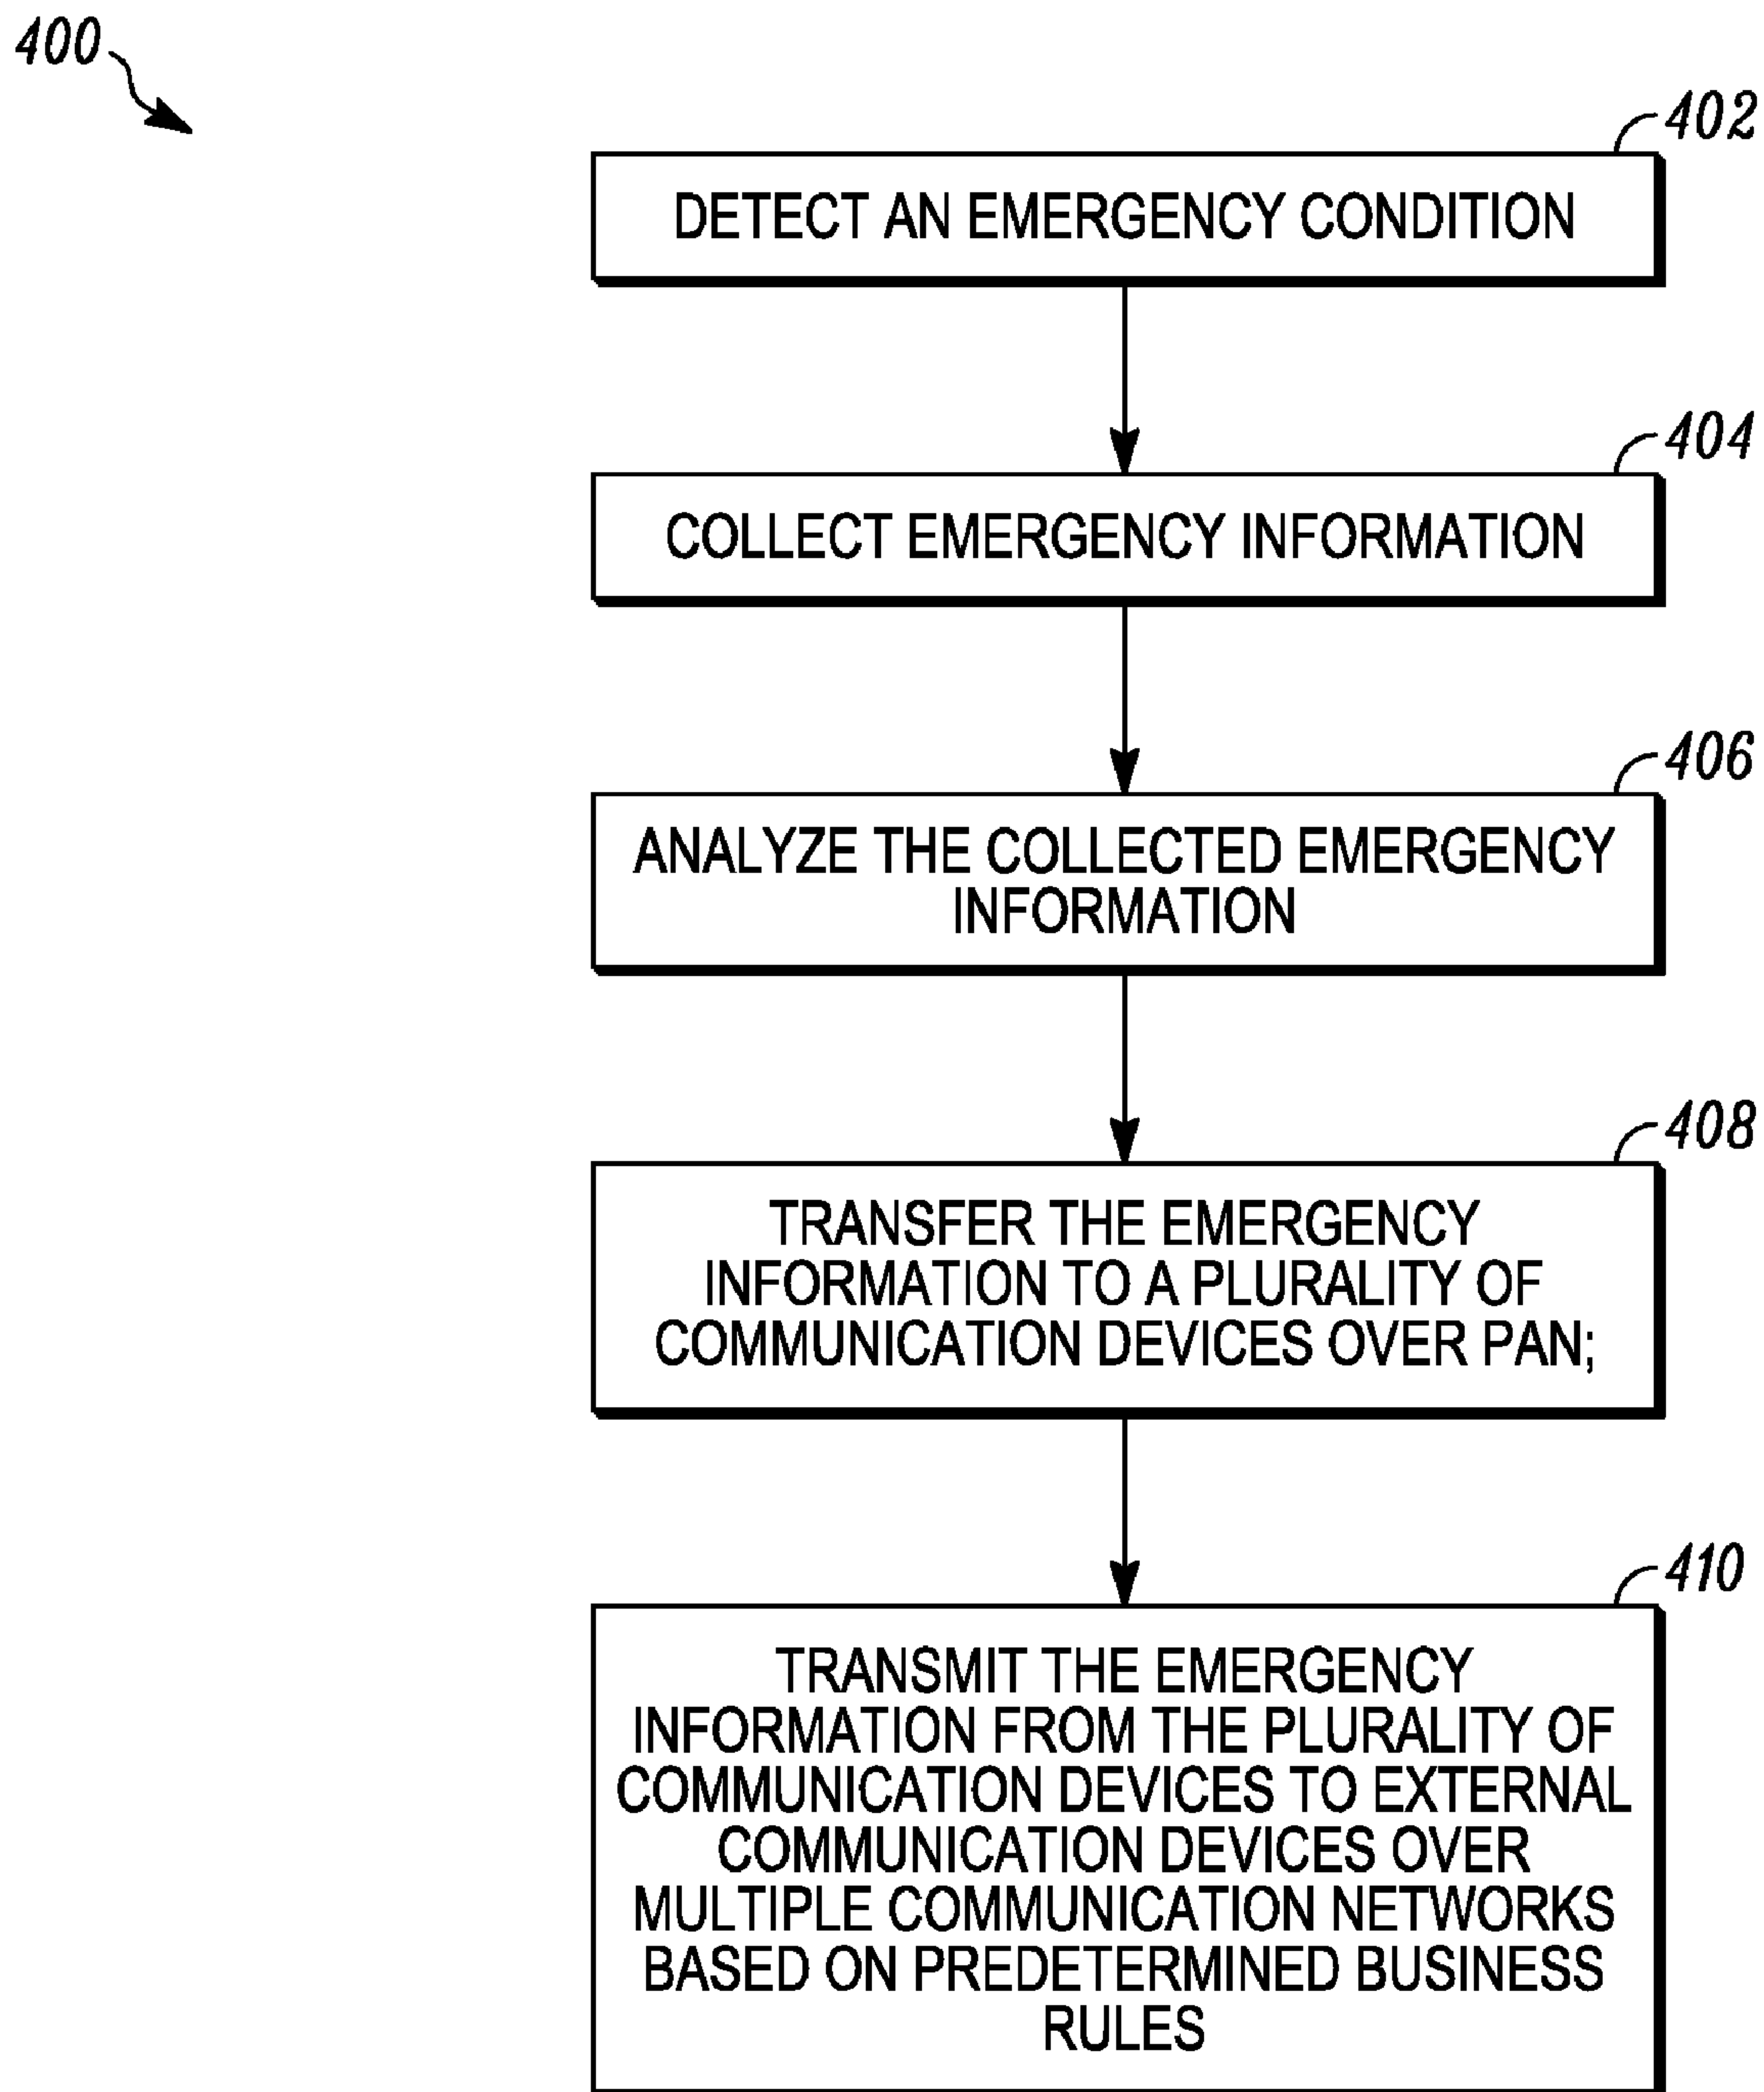 400
402
DETECT AN EMERGENCY CONDITION
404
COLLECT EMERGENCY INFORMATION
406
ANALYZE THE COLLECTED EMERGENCY
INFORMATION
408
TRANSFER THE EMERGENCY
INFORMATION TO A PLURALITY OF
COMMUNICATION DEVICES OVER PAN;
410
TRANSMIT THE EMERGENCY
INFORMATION FROM THE PLURALITY OF
COMMUNICATION DEVICES TO EXTERNAL
COMMUNICATION DEVICES OVER
MULTIPLE COMMUNICATION NETWORKS
BASED ON PREDETERMINED BUSINESS
RULES